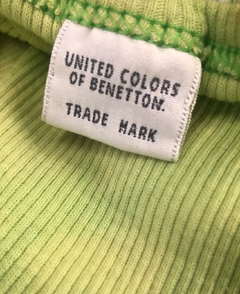 UNITED COLORS
OF BENETTON.
TRADE MARK